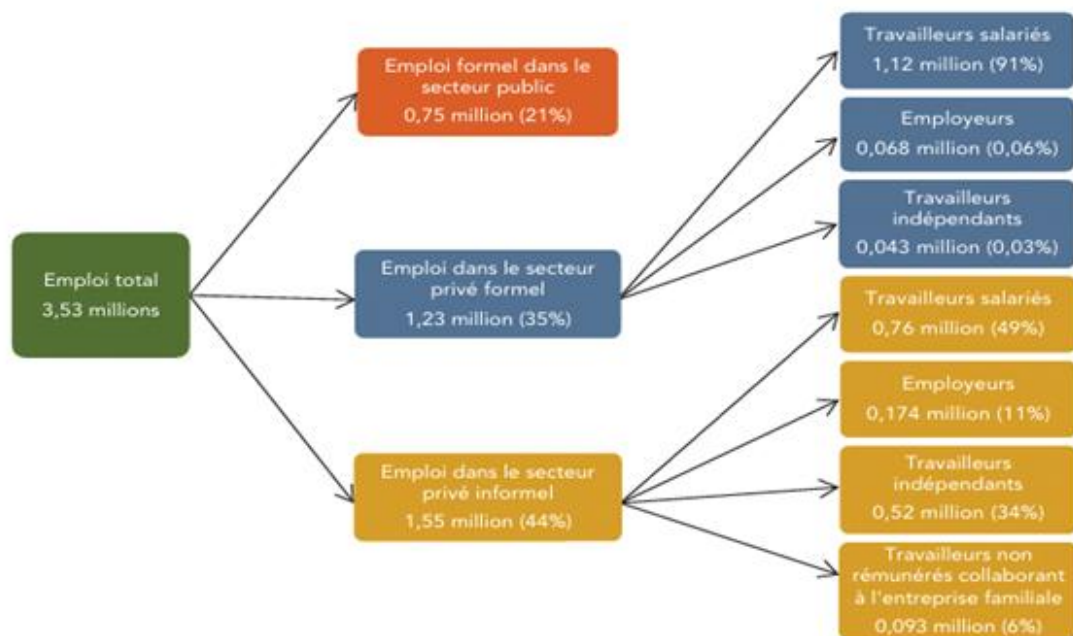 Emploi total
3,53 millions
Emploi formel dans le
secteur public
0,75 million (21%)
Emploi dans le secteur
privé formel
1,23 million (35%)
Emploi dans le secteur
privé informel
1,55 million (44%)
Travailleurs salariés
1,12 million (91%)
Employeurs
0,068 million (0,06%)
Travailleurs
indépendants
0,043 million (0,03%)
Travailleurs salariés
0,76 million (49%)
Employeurs
0,174 million (11%)
Travailleurs
indépendants
0,52 million (34%)
Travailleurs non
rémunérés collaborant
à l'entreprise familiale
0,093 million (6%)